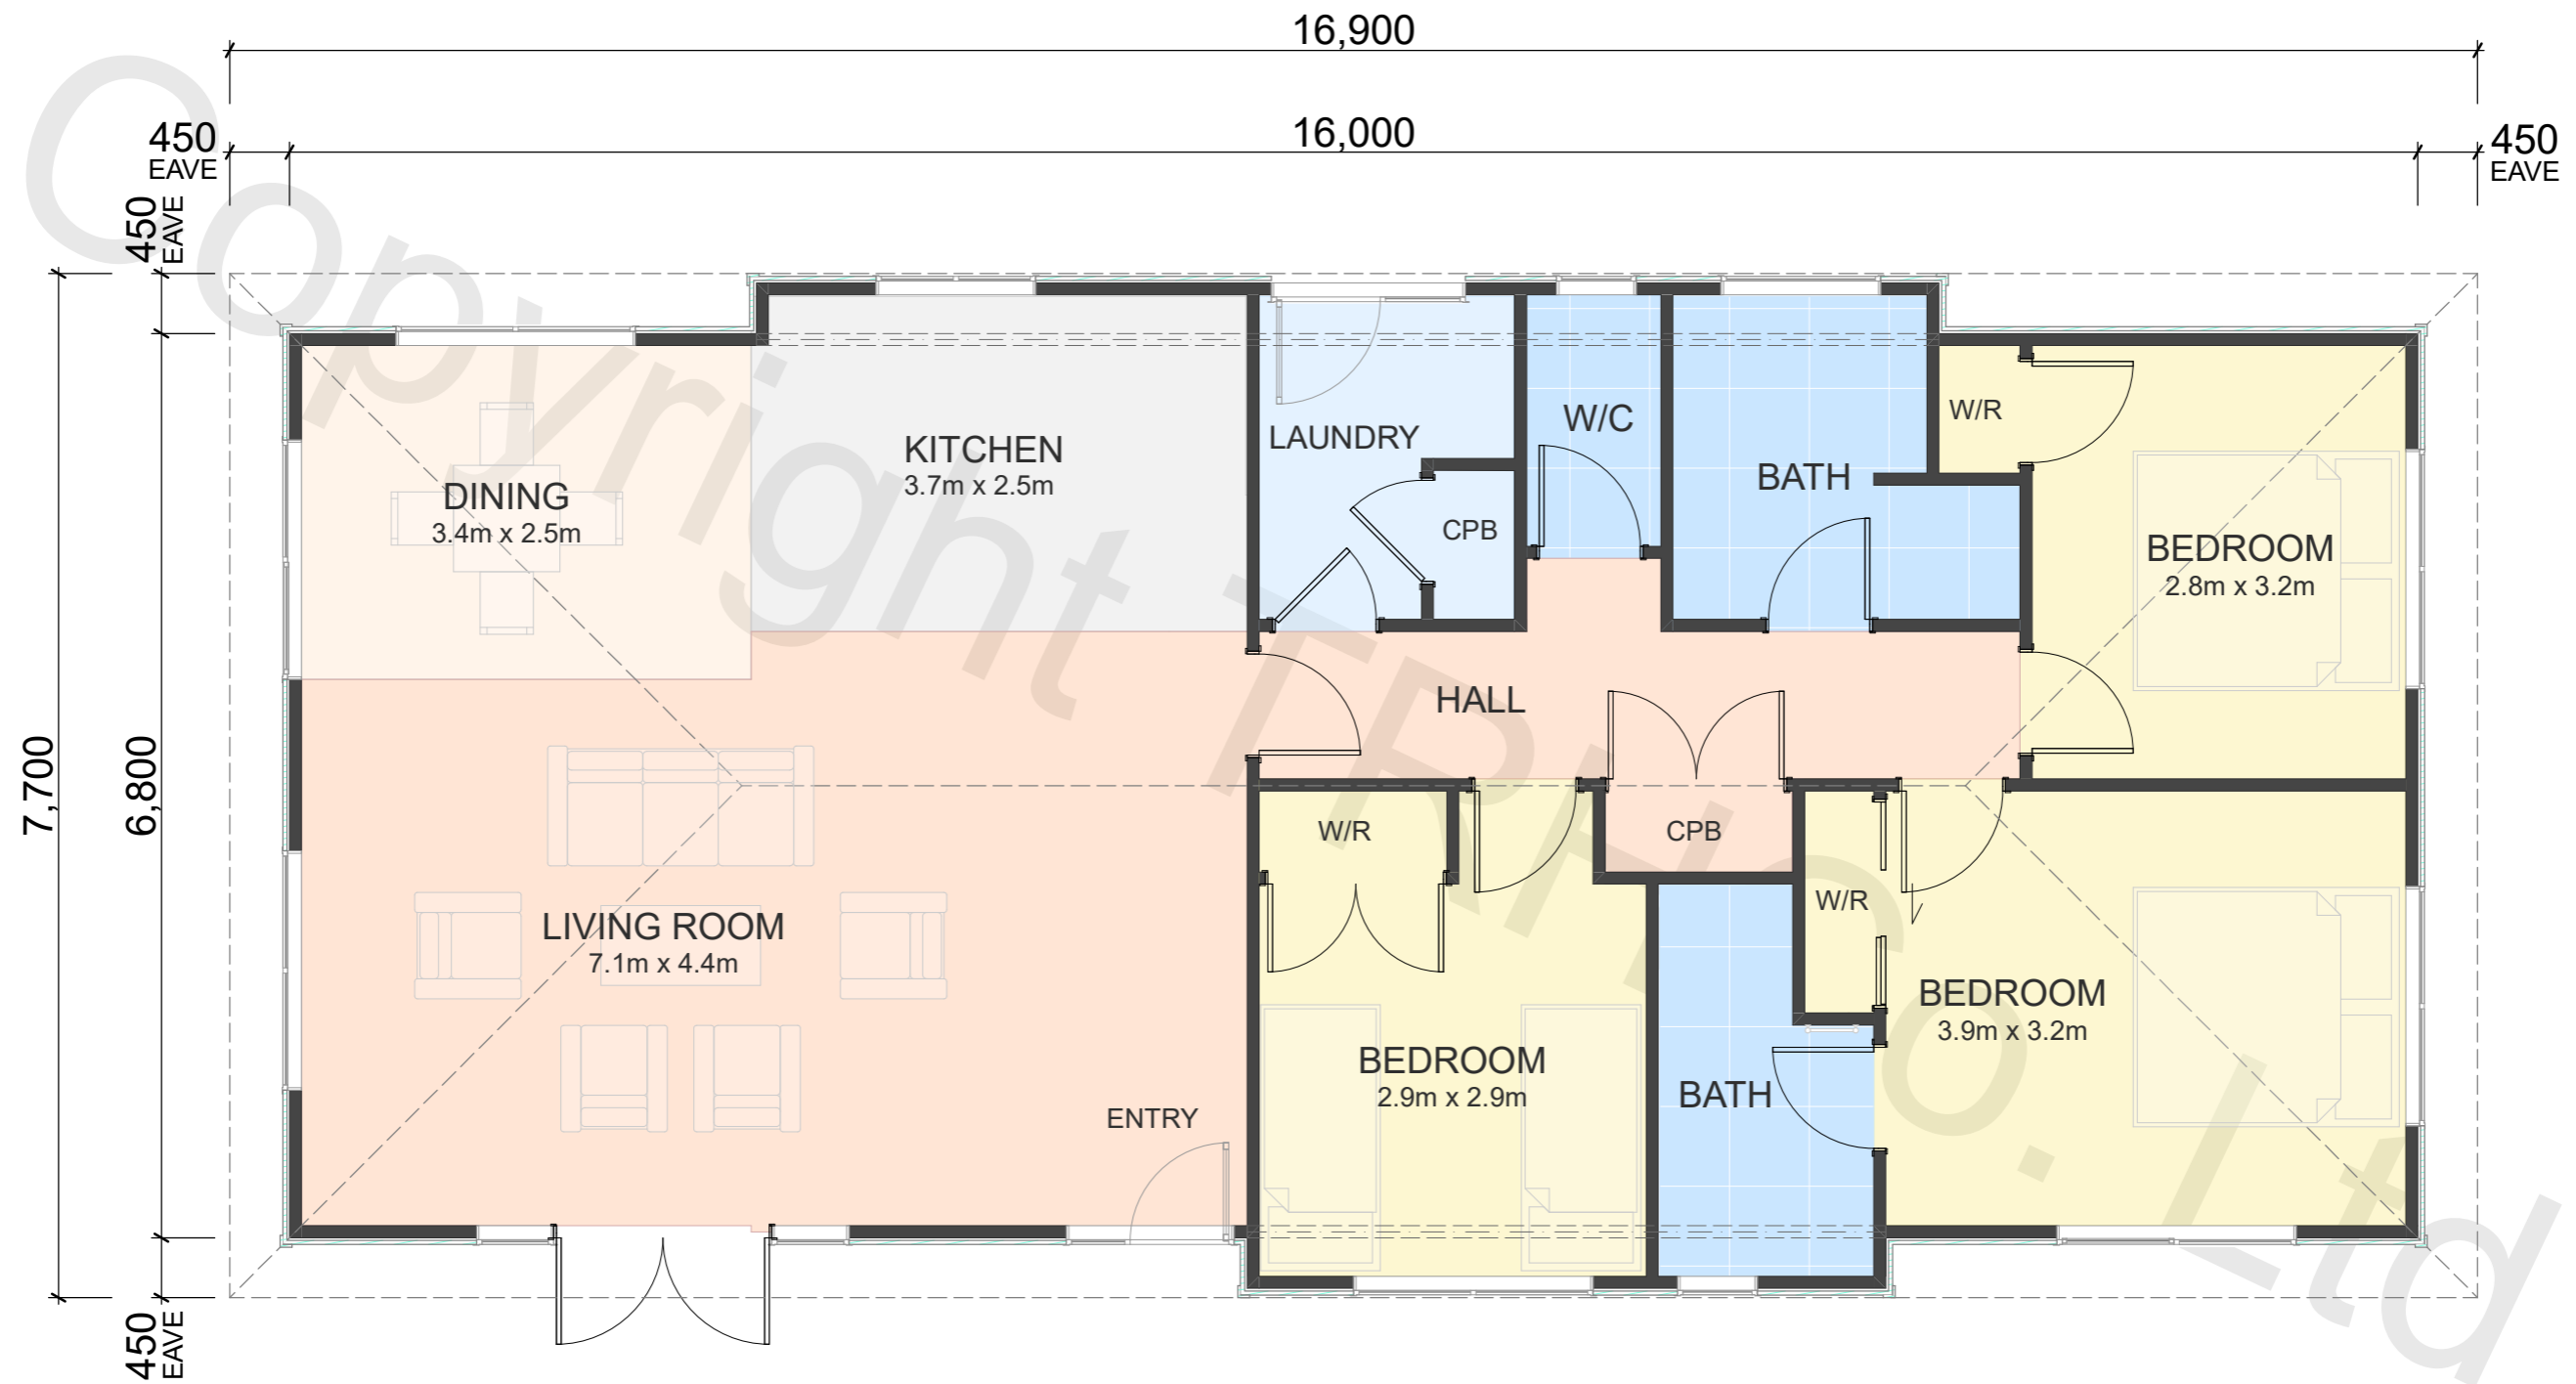 16,900
16,000
450
EAVE
450
EAVE
450
EAVE
7,700
6,800
450
EAVE
KITCHEN
3.7m x 2.5m
DINING
3.4m x 2.5m
LAUNDRY
CPB
W/C
BATH
W/R
BEDROOM
2.8m x 3.2m
HALL
W/R
CPB
W/R
LIVING ROOM
7.1m x 4.4m
BEDROOM
3.9m x 3.2m
BEDROOM
2.9m x 2.9m
BATH
ENTRY
Copyright TRH Co. Ltd